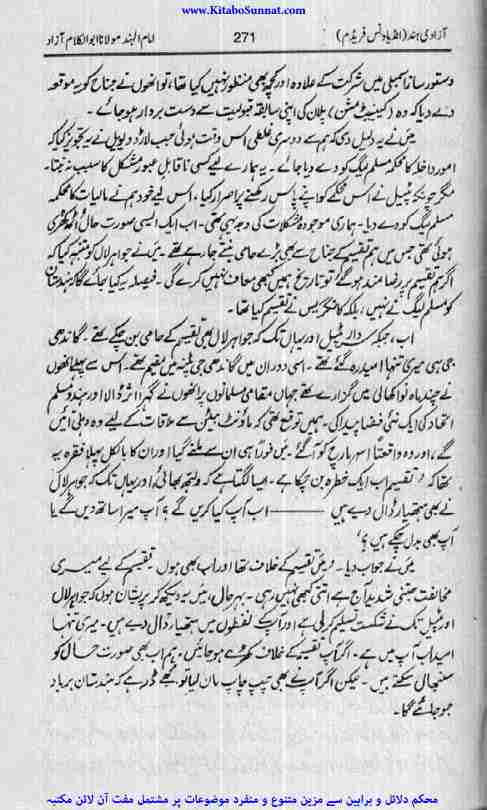 www.KitaboSunnat.com
آزادی ہند (انڈیا ونس فریڈم) 271 امام الہند مولانا ابوالکلام آزاد
دستور ساز اسمبلی میں شرکت کے علاوہ اور کچھ بھی منظور نہیں کیا تھا، تو انھوں نے جناح کو یہ موقعہ
دے دیا کہ وہ (کیبنیٹ مشن) پلان کی اپنی سابقہ قبولیت سے دست بردار ہو جائے۔
میں نے یہ دلیل دی کہ ہم سے دوسری غلطی اس وقت ہوئی جب لارڈ ویویل نے یہ تجویز کیا کہ
امور داخلہ کا محکمہ مسلم لیگ کو دے دیا جائے۔ یہ ہمارے لیے کسی ناقابل عبور مشکل کا سبب نہ بنتا۔
مگر چونکہ پٹیل نے اس محکمے کو اپنے پاس رکھنے پر اصرار کیا، اس لیے خود ہم نے مالیات کا محکمہ
مسلم لیگ کو دے دیا۔ ہماری موجودہ مشکلات کی وجہ یہی تھی۔ اب ایک ایسی صورت حال اٹھ کھڑی
ہوئی تھی جس میں ہم تقسیم کے جناح سے بھی بڑے حامی بنتے جا رہے تھے۔ میں نے جواہر لال کو متنبہ کیا کہ
اگر ہم تقسیم پر رضامند ہو گئے تو تاریخ ہمیں کبھی معاف نہیں کرے گی۔ فیصلہ یہ کیا جائے گا کہ ہندستان
کو مسلم لیگ نے نہیں، بلکہ کانگریس نے تقسیم کیا تھا۔
اب، جبکہ سردار پٹیل اور یہاں تک کہ جواہر لال بھی تقسیم کے حامی بن چکے تھے۔ گاندھی
جی ہی میری تنہا امید رہ گئے تھے۔ اسی دوران میں گاندھی جی پٹنہ میں مقیم تھے۔ اس سے پہلے انھوں
نے چند ماہ نواکھالی میں گزارے تھے جہاں مقامی مسلمانوں پر انھوں نے گہرا اثر ڈالا اور ہندو مسلم
اتحاد کی ایک نئی فضا پیدا کی۔ ہمیں توقع تھی کہ ماؤنٹ بیٹن سے ملاقات کے لیے وہ دہلی آئیں
گے، اور وہ واقعتاً ۳۱ مارچ کو آ گئے۔ میں فوراً ہی ان سے ملنے گیا اور ان کا بالکل پہلا فقرہ یہ
تھا کہ ’تقسیم اب ایک خطرہ بن چکا ہے۔ ایسا لگتا ہے کہ ولبھ بھائی، اور یہاں تک کہ جواہر لال
نے بھی ہتھیار ڈال دیے ہیں ——— اب آپ کیا کریں گے؟ آپ میرا ساتھ دیں گے یا
آپ بھی بدل چکے ہیں؟‘
میں نے جواب دیا۔ ’میں تقسیم کے خلاف تھا اور اب بھی ہوں۔ تقسیم کے لیے میری
مخالفت جتنی شدید آج ہے اتنی کبھی نہیں رہی۔ بہر حال، میں یہ دیکھ کر پریشان ہوں کہ جواہر لال
اور پٹیل تک نے شکست تسلیم کر لی ہے اور آپ کے لفظوں میں ہتھیار ڈال دیے ہیں۔ میری تنہا
امید اب آپ میں ہے۔ اگر آپ تقسیم کے خلاف کھڑے ہو جائیں۔ ہم اب بھی صورت حال کو
سنبھال سکتے ہیں۔ لیکن اگر آپ نے بھی چپ چاپ مان لیا تو مجھے ڈر ہے کہ ہندستان برباد
ہو جائے گا۔
محکم دلائل و براہین سے مزین متنوع و منفرد موضوعات پر مشتمل مفت آن لائن مکتبہ